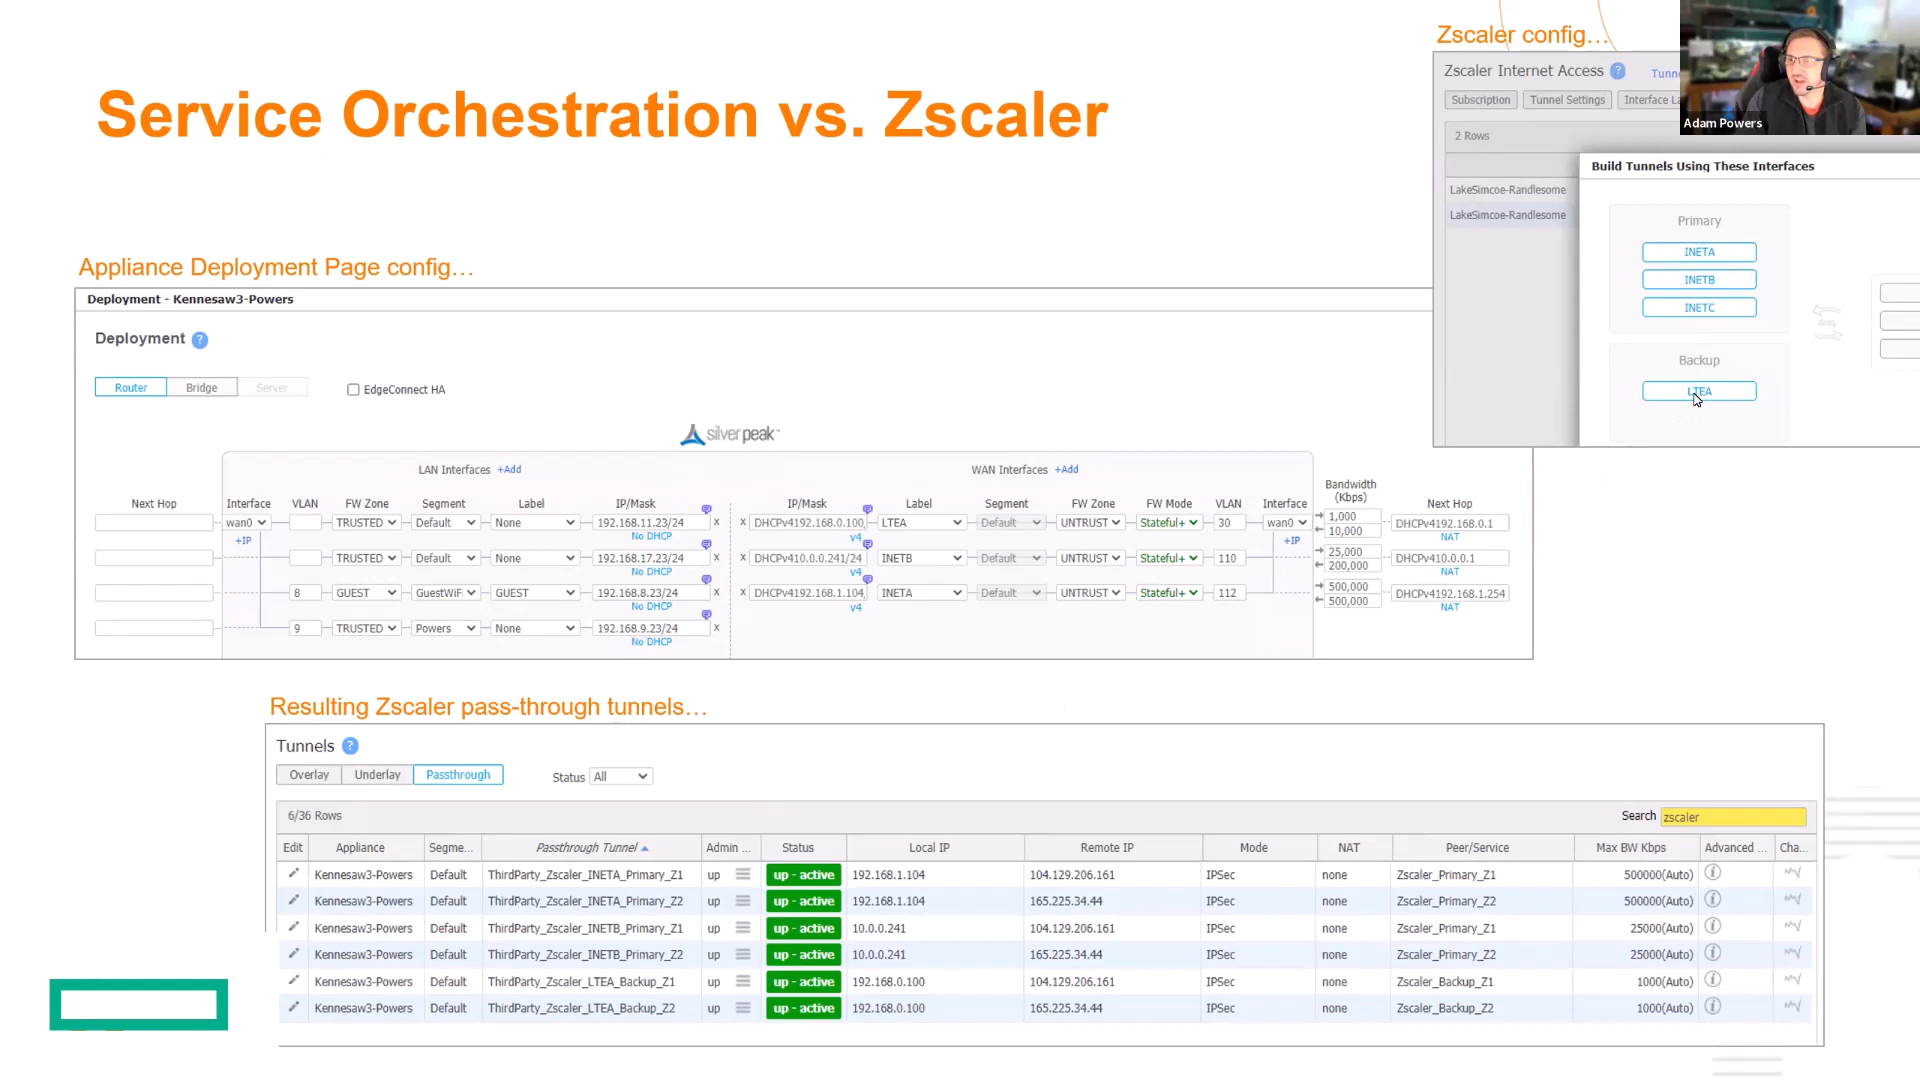 Service Orchestration vs. Zscaler
Zscaler config...
Zscaler Internet Access ?
Subscription Tunnel Settings
2 Rows
LakeSimcoe-Randlesome
LakeSimcoe-Randlesome
Adam Powers
Build Tunnels Using These Interfaces
Primary
INETA
INETB
INETC
Backup
LTEA
Appliance Deployment Page config...
Deployment - Kennesaw3-Powers
Deployment ?
Router Bridge Server EdgeConnect HA
silver peak™
LAN Interfaces +Add WAN Interfaces +Add
Next Hop Interface VLAN FW Zone Segment Label IP/Mask IP/Mask Label Segment FW Zone FW Mode VLAN Interface Bandwidth (Kbps) Next Hop
wan0 TRUSTED Default None 192.168.11.23/24 x x DHCPv4192.168.0.100, LTEA Default UNTRUST Stateful+ 30 wan0 1,000 10,000 DHCPv4192.168.0.1
+IP No DHCP v4 +IP NAT
TRUSTED Default None 192.168.17.23/24 x x DHCPv410.0.0.241/24 INETB Default UNTRUST Stateful+ 110 25,000 200,000 DHCPv410.0.0.1
No DHCP v4 NAT
8 GUEST GuestWiF GUEST 192.168.8.23/24 x x DHCPv4192.168.1.104, INETA Default UNTRUST Stateful+ 112 500,000 500,000 DHCPv4192.168.1.254
No DHCP v4 NAT
9 TRUSTED Powers None 192.168.9.23/24 x
No DHCP
Resulting Zscaler pass-through tunnels...
Tunnels ?
Overlay Underlay Passthrough Status All
6/36 Rows Search zscaler
Edit Appliance Segme... Passthrough Tunnel Admin ... Status Local IP Remote IP Mode NAT Peer/Service Max BW Kbps Advanced ... Cha...
Kennesaw3-Powers Default ThirdParty_Zscaler_INETA_Primary_Z1 up up - active 192.168.1.104 104.129.206.161 IPSec none Zscaler_Primary_Z1 500000(Auto)
Kennesaw3-Powers Default ThirdParty_Zscaler_INETA_Primary_Z2 up up - active 192.168.1.104 165.225.34.44 IPSec none Zscaler_Primary_Z2 500000(Auto)
Kennesaw3-Powers Default ThirdParty_Zscaler_INETB_Primary_Z1 up up - active 10.0.0.241 104.129.206.161 IPSec none Zscaler_Primary_Z1 25000(Auto)
Kennesaw3-Powers Default ThirdParty_Zscaler_INETB_Primary_Z2 up up - active 10.0.0.241 165.225.34.44 IPSec none Zscaler_Primary_Z2 25000(Auto)
Kennesaw3-Powers Default ThirdParty_Zscaler_LTEA_Backup_Z1 up up - active 192.168.0.100 104.129.206.161 IPSec none Zscaler_Backup_Z1 1000(Auto)
Kennesaw3-Powers Default ThirdParty_Zscaler_LTEA_Backup_Z2 up up - active 192.168.0.100 165.225.34.44 IPSec none Zscaler_Backup_Z2 1000(Auto)